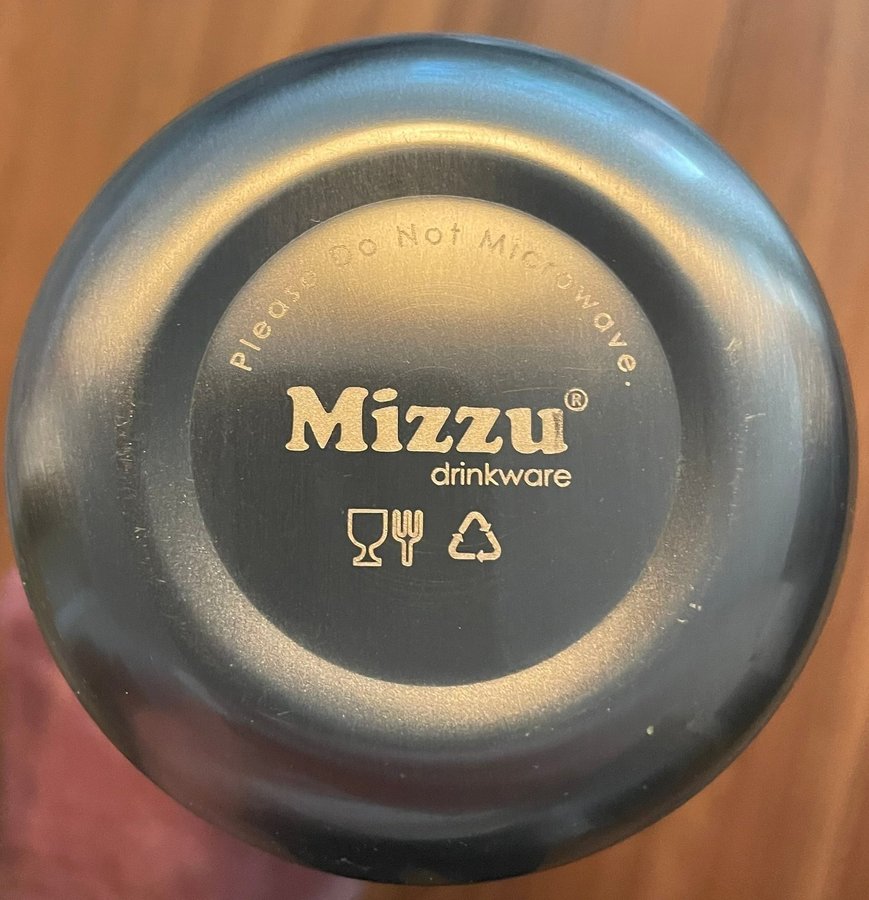 Please Do Not Microwave.
Mizzu®
drinkware